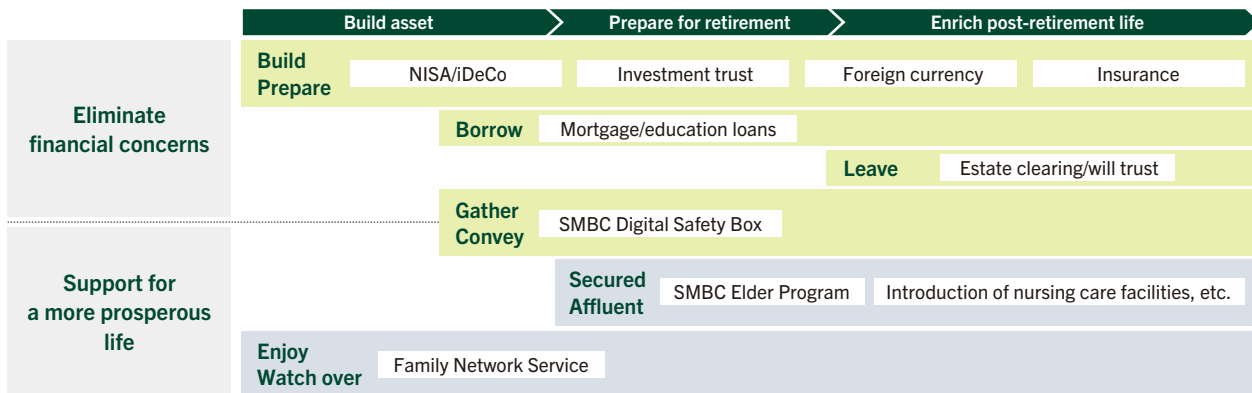 Build asset
Prepare for retirement
Enrich post-retirement life
Eliminate
financial concerns
Build
Prepare
NISA/iDeCo
Investment trust
Foreign currency
Insurance
Borrow
Mortgage/education loans
Leave
Estate clearing/will trust
Gather
Convey
SMBC Digital Safety Box
Support for
a more prosperous
life
Secured
Affluent
SMBC Elder Program
Introduction of nursing care facilities, etc.
Enjoy
Watch over
Family Network Service